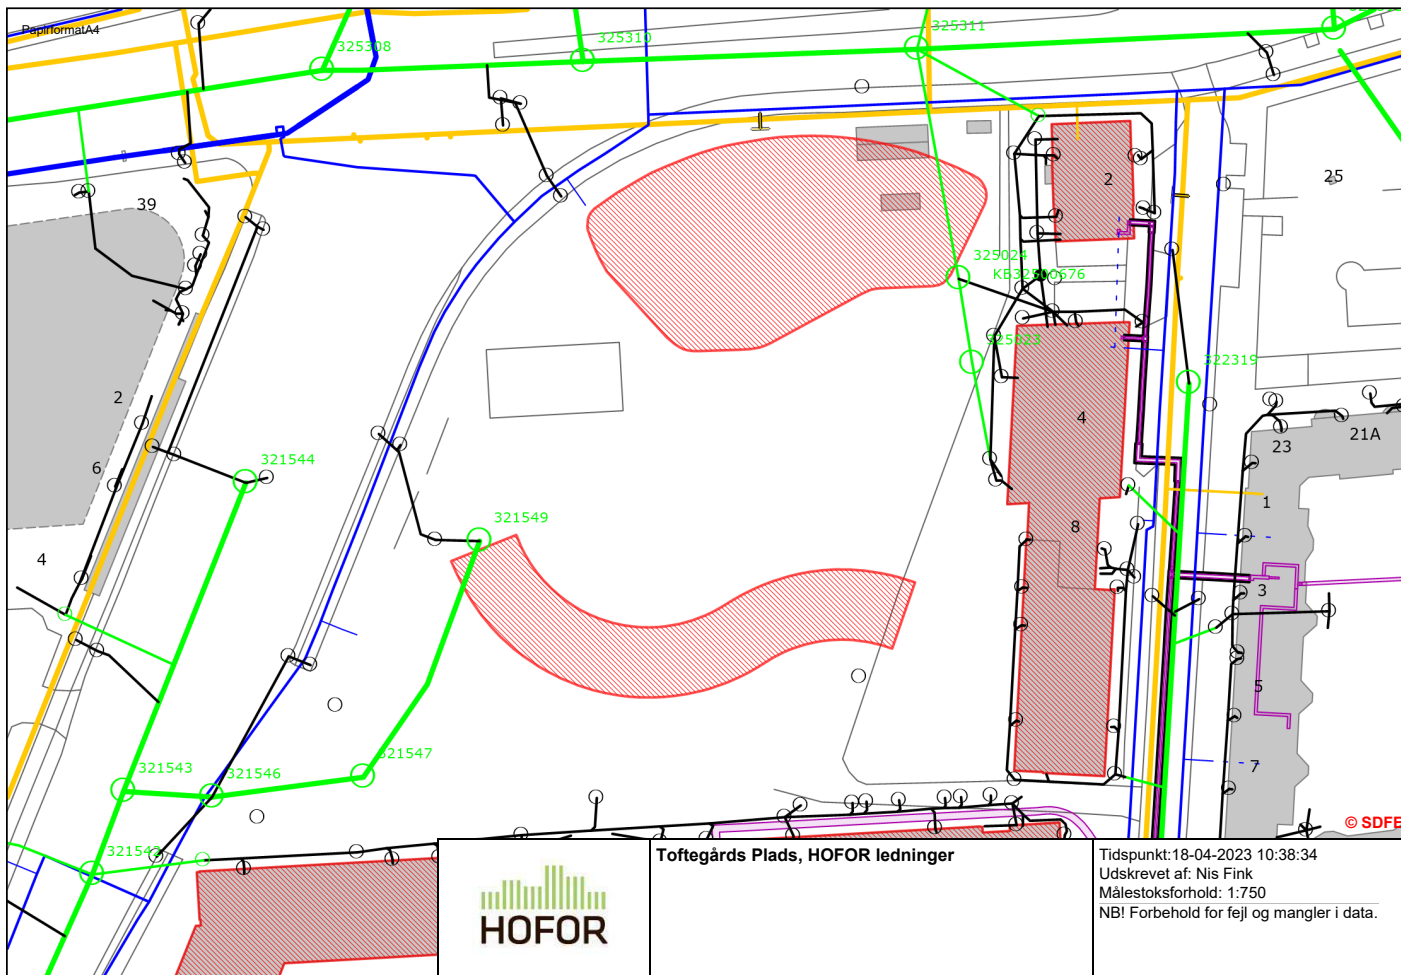 PapirformatA4
325308
325310
325311
39
2
25
325024
KB32500676
325023
322319
2
4
23
21A
6
321544
1
8
321549
4
3
5
321543
321546
321547
7
© SDFE
321542
HOFOR
Toftegårds Plads, HOFOR ledninger
Tidspunkt:18-04-2023 10:38:34
Udskrevet af: Nis Fink
Målestoksforhold: 1:750
NB! Forbehold for fejl og mangler i data.